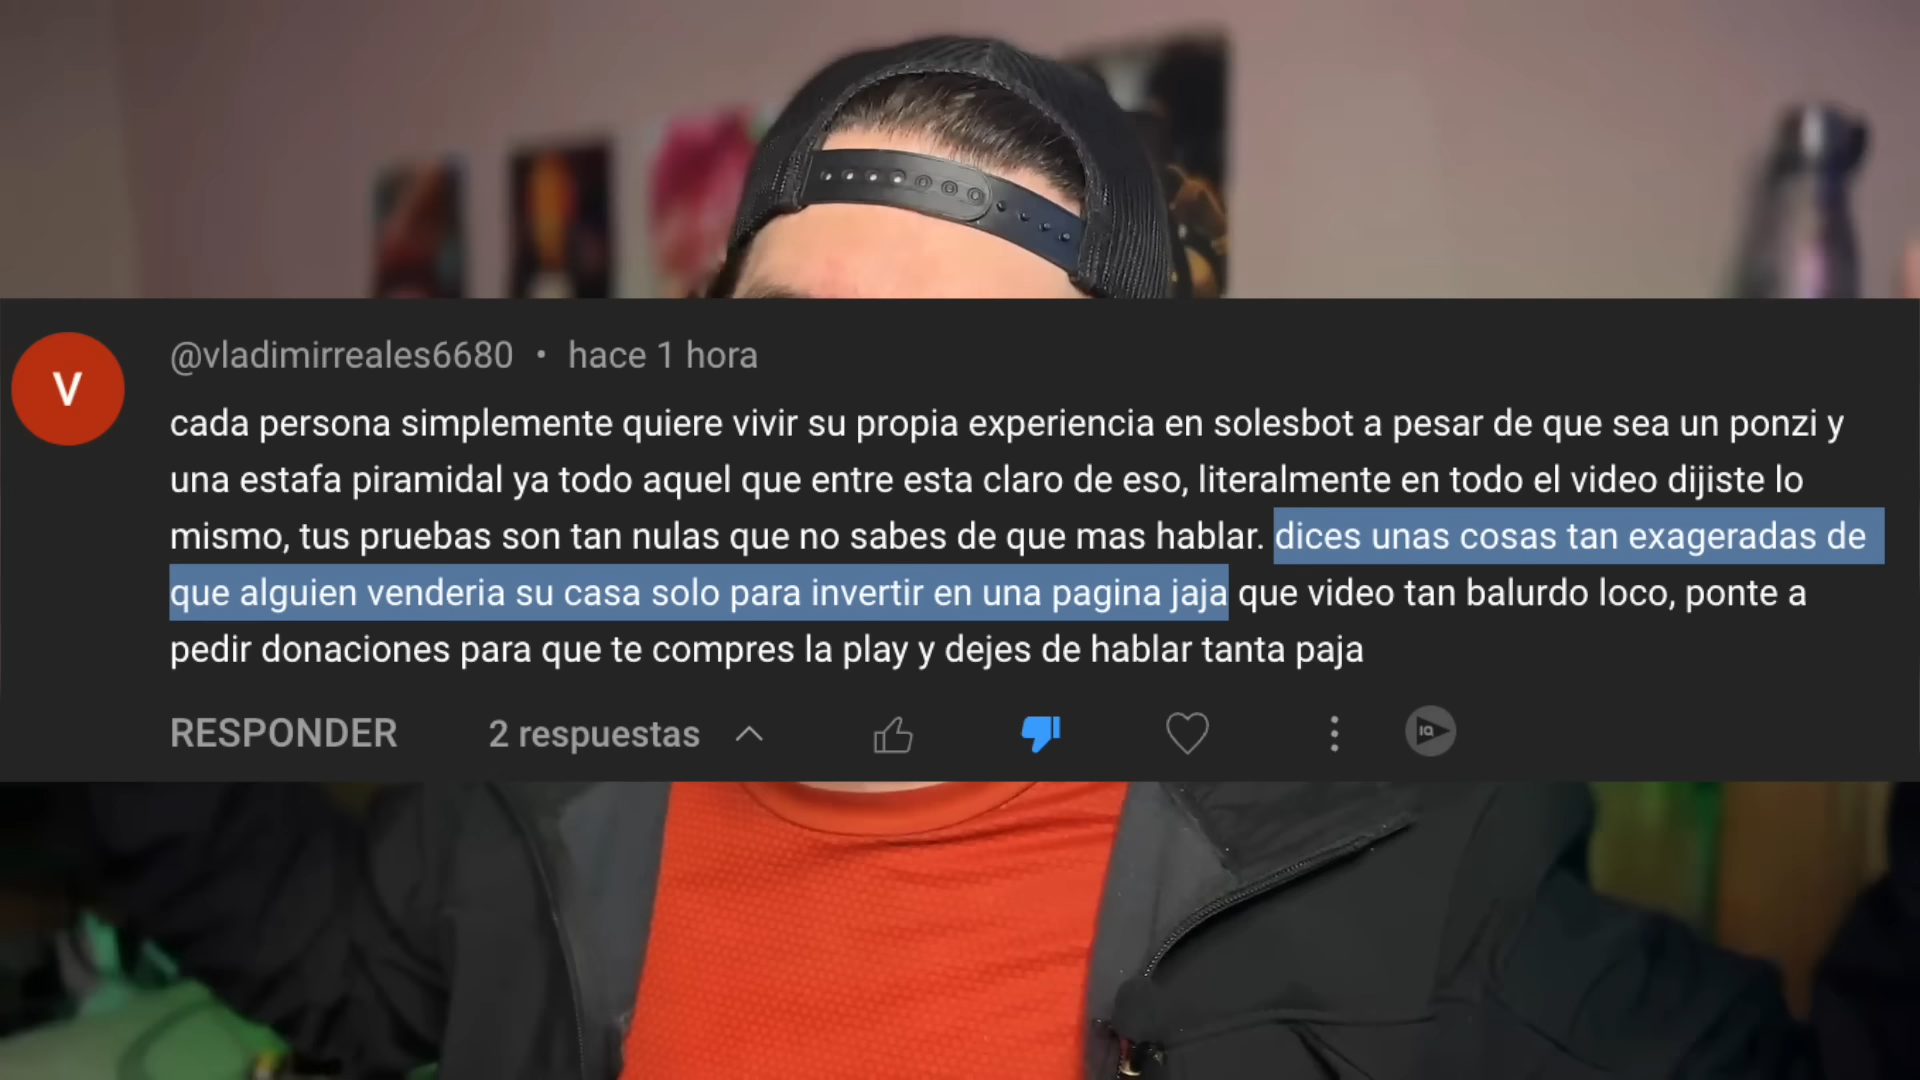 @vladimirreales6680 • hace 1 hora
V
cada persona simplemente quiere vivir su propia experiencia en solesbot a pesar de que sea un ponzi y
una estafa piramidal ya todo aquel que entre esta claro de eso, literalmente en todo el video dijiste lo
mismo, tus pruebas son tan nulas que no sabes de que mas hablar. dices unas cosas tan exageradas de
que alguien venderia su casa solo para invertir en una pagina jaja que video tan balurdo loco, ponte a
pedir donaciones para que te compres la play y dejes de hablar tanta paja
RESPONDER 2 respuestas
IQ